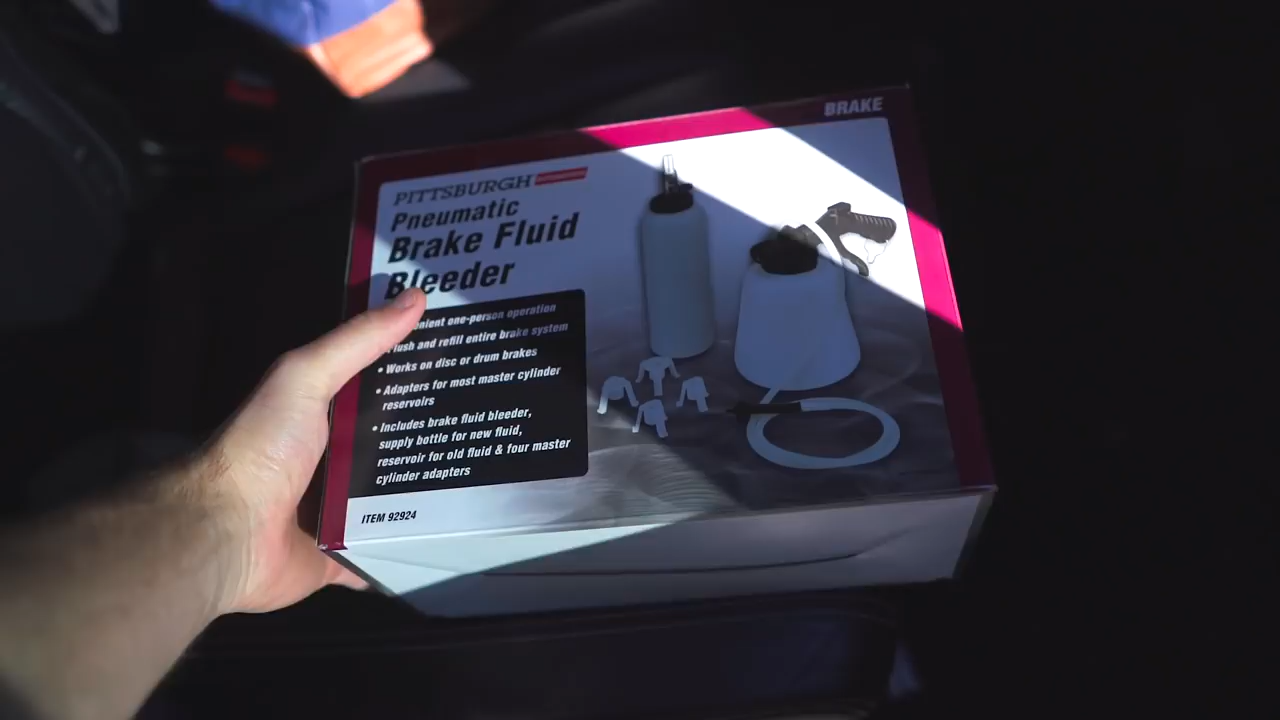 BRAKE
PITTSBURGH
Pneumatic
Brake Fluid
Bleeder
one-person operation
and refill entire brake system
• Works on disc or drum brakes
• Adapters for most master cylinder
reservoirs
• Includes brake fluid bleeder,
supply bottle for new fluid,
reservoir for old fluid & four master
cylinder adapters
ITEM 92924